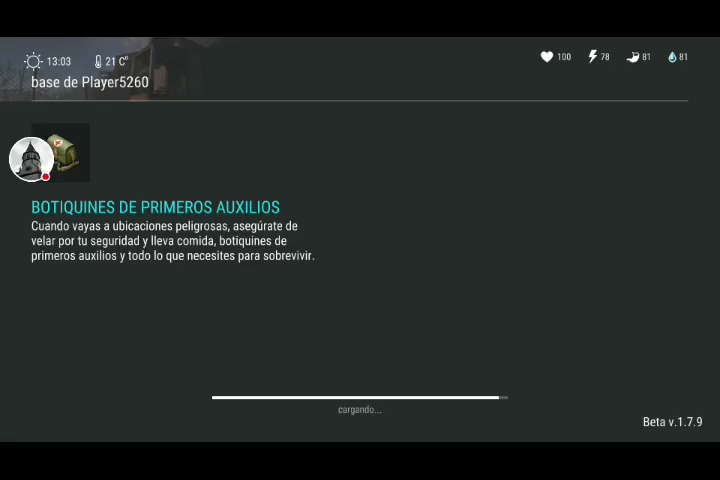 13:03 21 C° 100 78 81 81
base de Player5260
BOTIQUINES DE PRIMEROS AUXILIOS
Cuando vayas a ubicaciones peligrosas, asegúrate de
velar por tu seguridad y lleva comida, botiquines de
primeros auxilios y todo lo que necesites para sobrevivir.
cargando...
Beta v.1.7.9